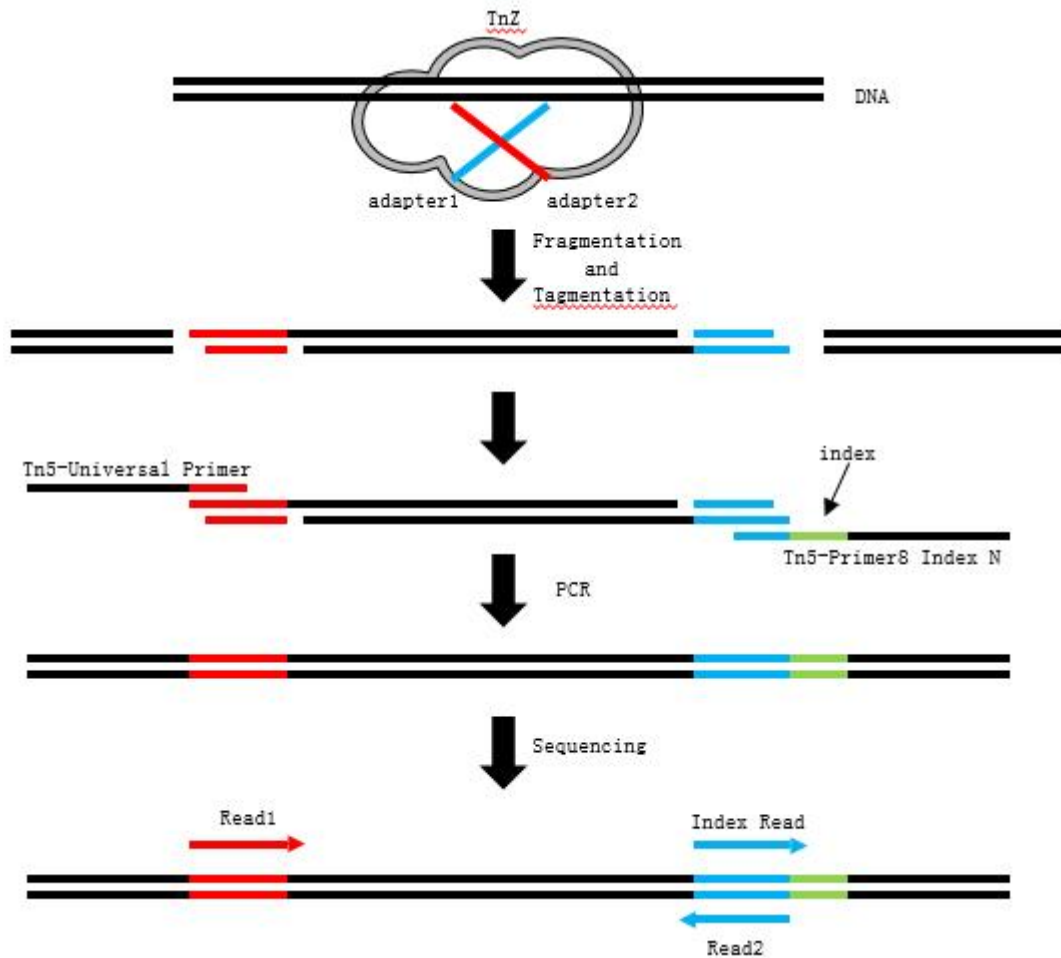 TnZ
DNA
adapter1
adapter2
Fragmentation
and
Tagmentation
Tn5-Universal Primer
index
Tn5-Primer8 Index N
PCR
Sequencing
Read1
Index Read
Read2